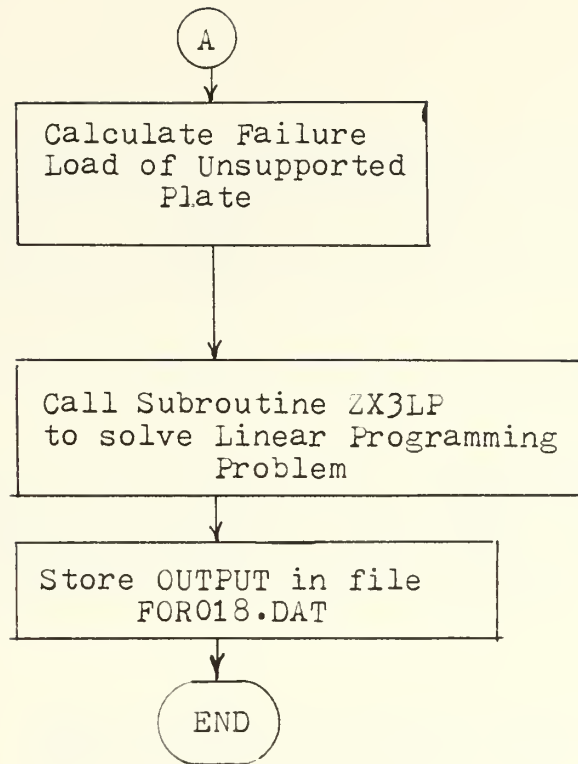 A
Calculate Failure
Load of Unsupported
Plate
Call Subroutine ZX3LP
to solve Linear Programming
Problem
Store OUTPUT in file
FOR018.DAT
END